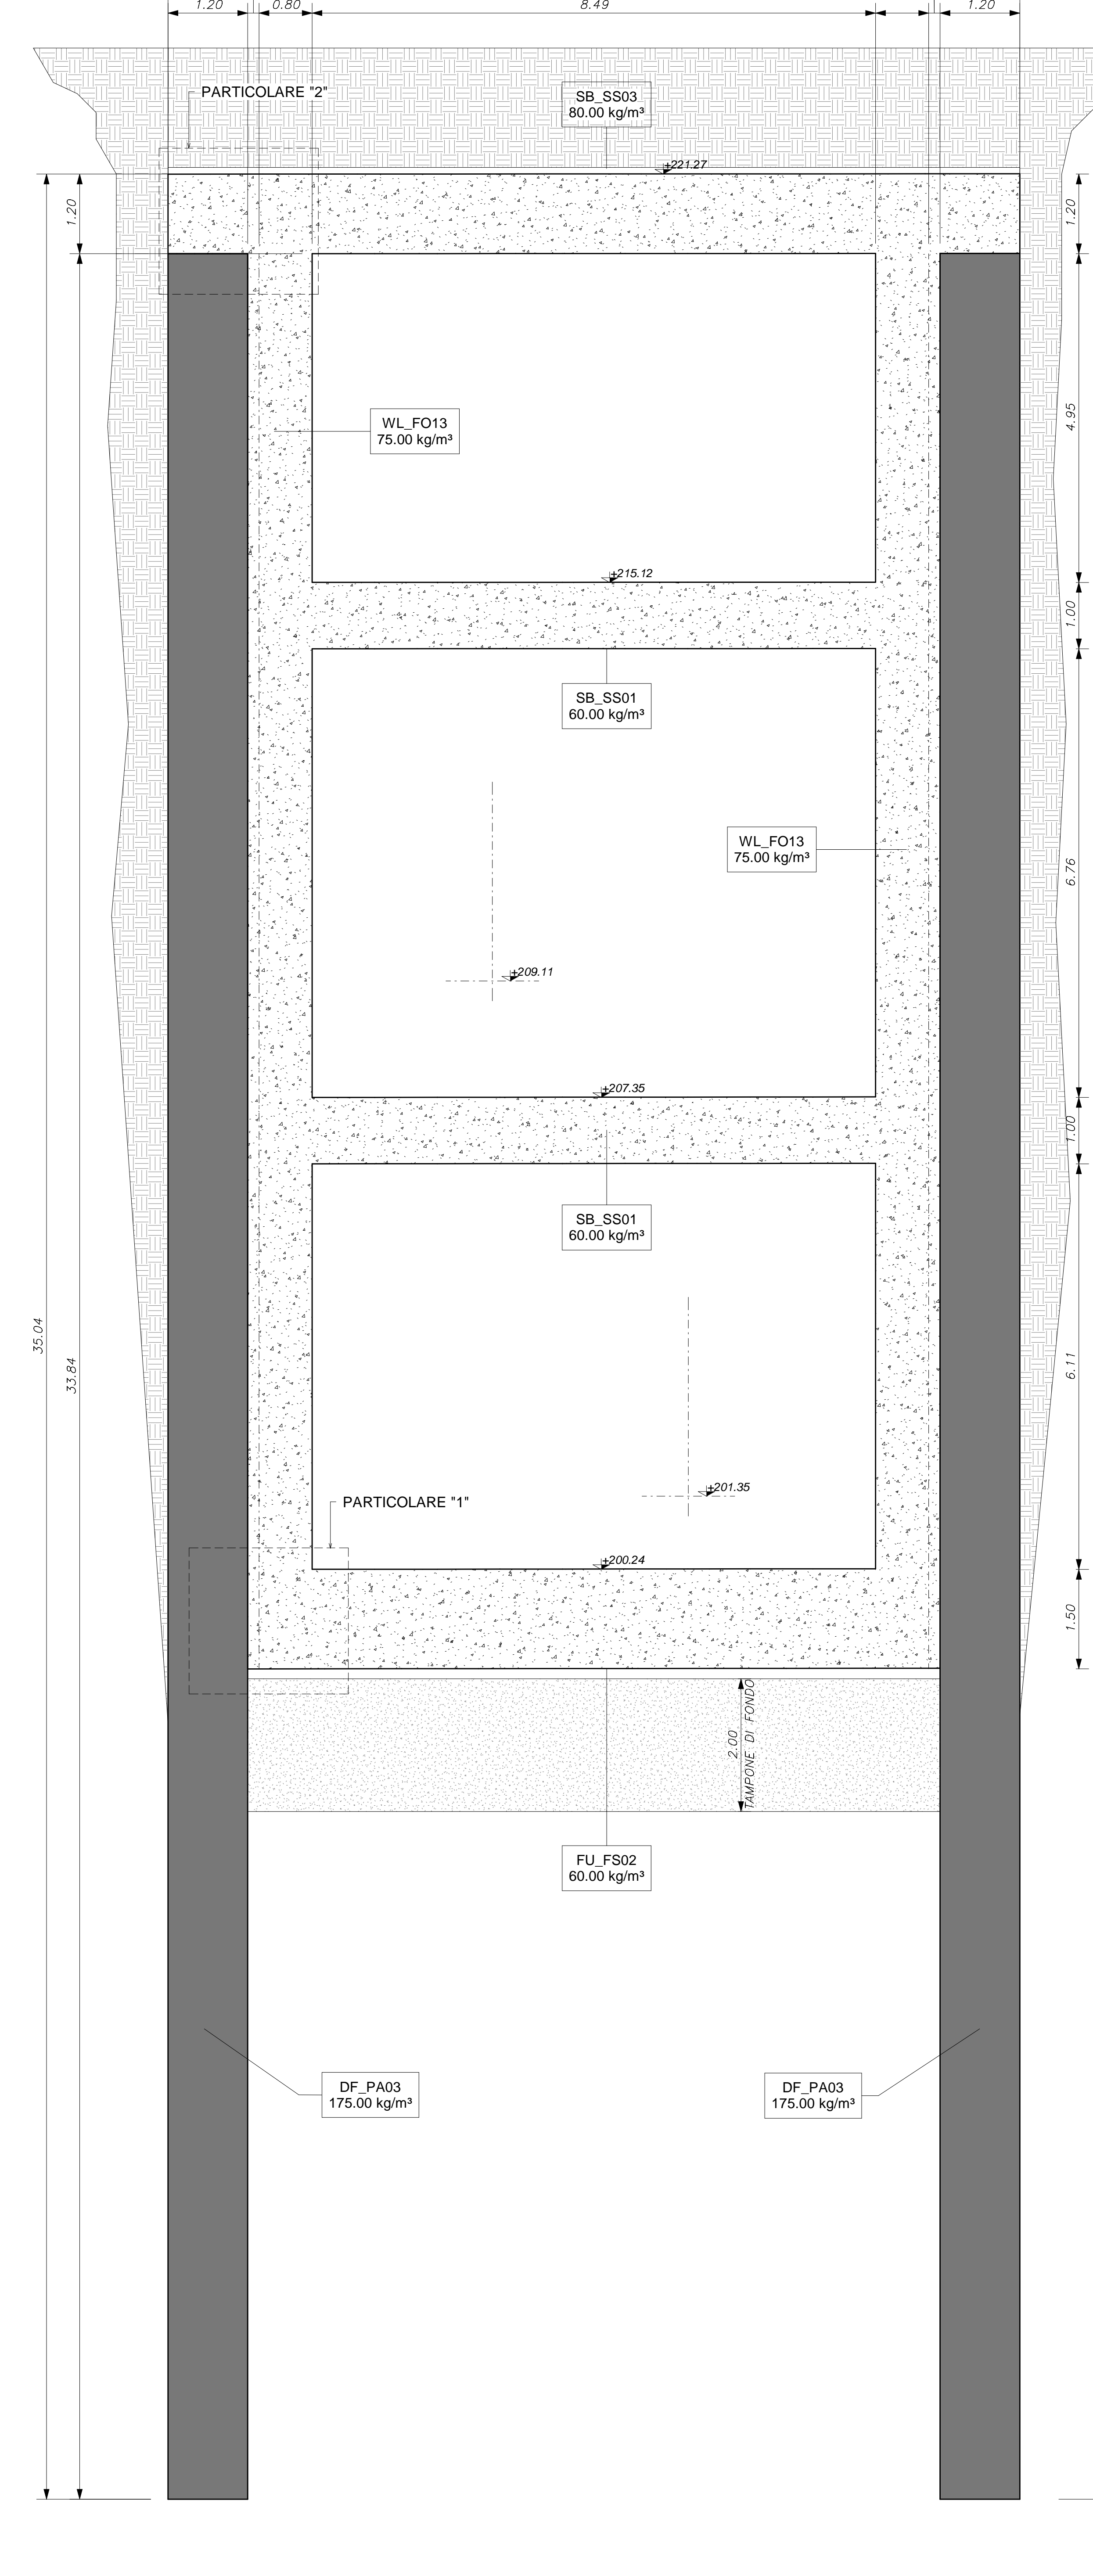 1.20
0.80
8.49
1.20
PARTICOLARE "2"
SB_SS03
80.00 kg/m³
+221.27
1.20
1.20
4.95
WL_FO13
75.00 kg/m³
+215.12
1.00
SB_SS01
60.00 kg/m³
WL_FO13
75.00 kg/m³
6.76
+209.11
+207.35
1.00
SB_SS01
60.00 kg/m³
35.04
33.84
6.11
+201.35
PARTICOLARE "1"
+200.24
1.50
2.00
TAMPONE DI FONDO
FU_FS02
60.00 kg/m³
DF_PA03
175.00 kg/m³
DF_PA03
175.00 kg/m³